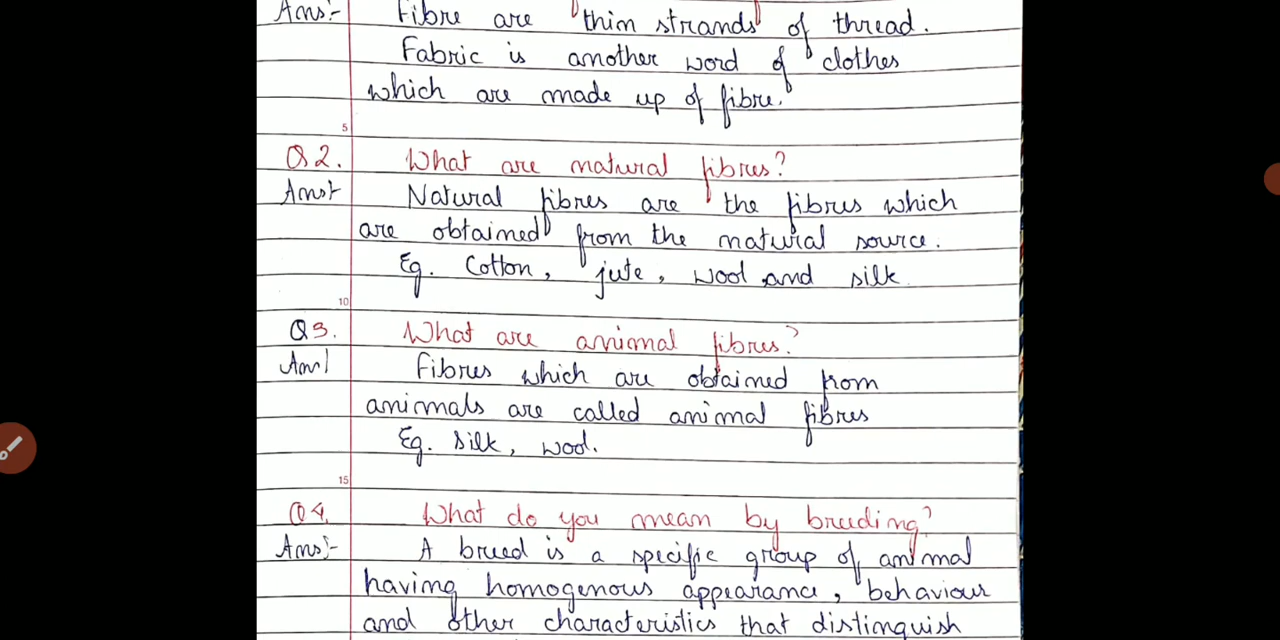 Ans:- Fibre are "thin strands" of thread.
Fabric is another word of clothes
which are made up of fibre.
5
Q2. What are natural fibres?
Ans:- Natural fibres are the fibres which
are obtained from the natural source.
Eg. Cotton, jute, wool and silk.
10
Q3. What are animal fibres?
Ans:- Fibres which are obtained from
animals are called animal fibres
Eg. Silk, wool.
15
Q4. What do you mean by breeding?
Ans:- A breed is a specific group of animal
having homogenous appearance, behaviour
and other characteristics that distinguish